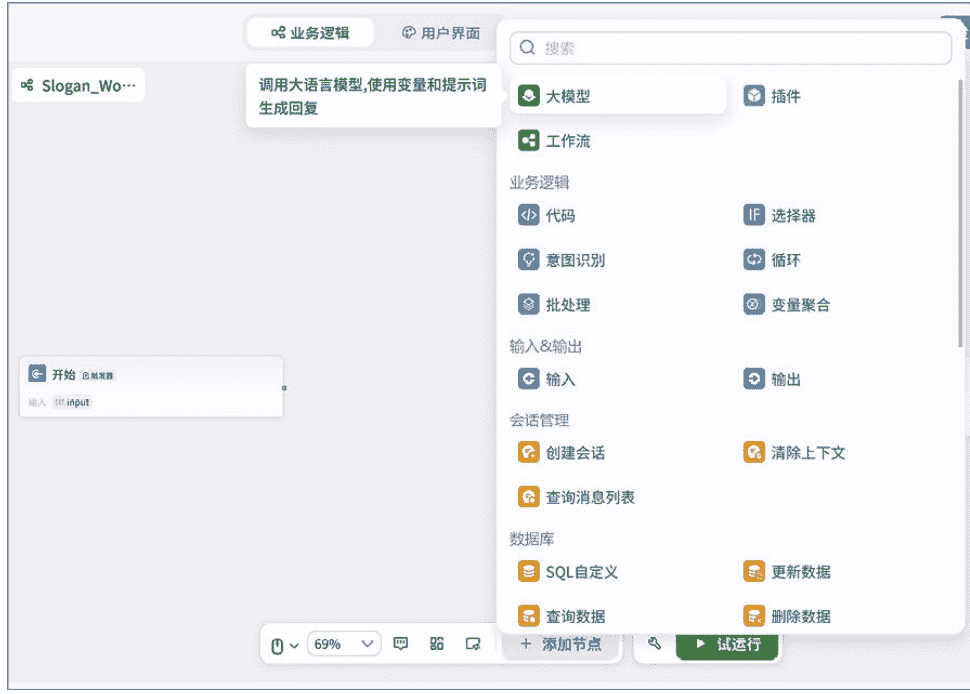 业务逻辑
用户界面
搜索
Slogan_Wo···
调用大语言模型,使用变量和提示词
生成回复
大模型
插件
工作流
业务逻辑
代码
IF 选择器
意图识别
循环
批处理
变量聚合
输入&输出
输入
输出
会话管理
创建会话
清除上下文
查询消息列表
数据库
SQL自定义
更新数据
查询数据
删除数据
开始 触发器
输入 str. input
69%
+ 添加节点
试运行